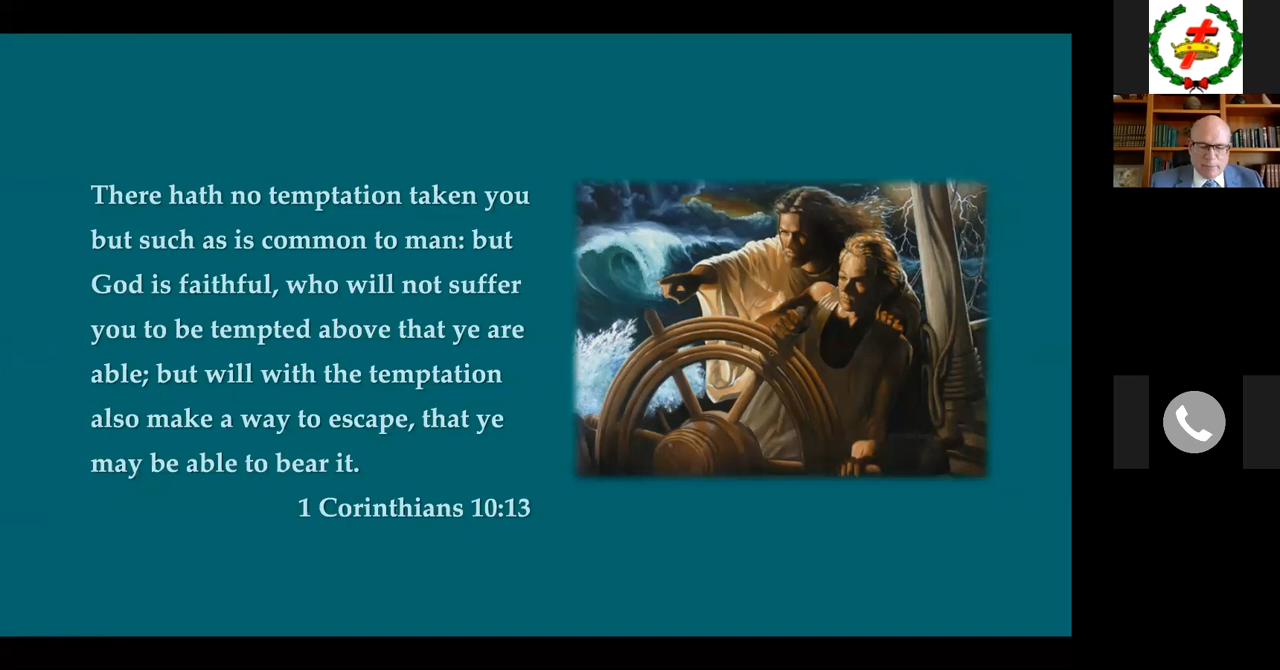 There hath no temptation taken you
but such as is common to man: but
God is faithful, who will not suffer
you to be tempted above that ye are
able; but will with the temptation
also make a way to escape, that ye
may be able to bear it.
1 Corinthians 10:13